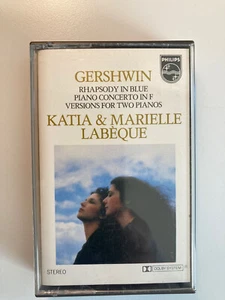 GERSHWIN
PHILIPS
RHAPSODY IN BLUE
PIANO CONCERTO IN F
VERSIONS FOR TWO PIANOS
KATIA & MARIELLE
LABÈQUE
STEREO
DOLBY SYSTEM